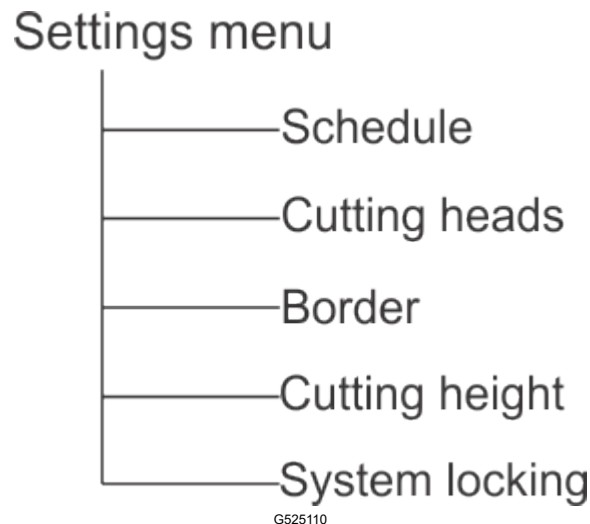 Settings menu
Schedule
Cutting heads
Border
Cutting height
System locking
G525110